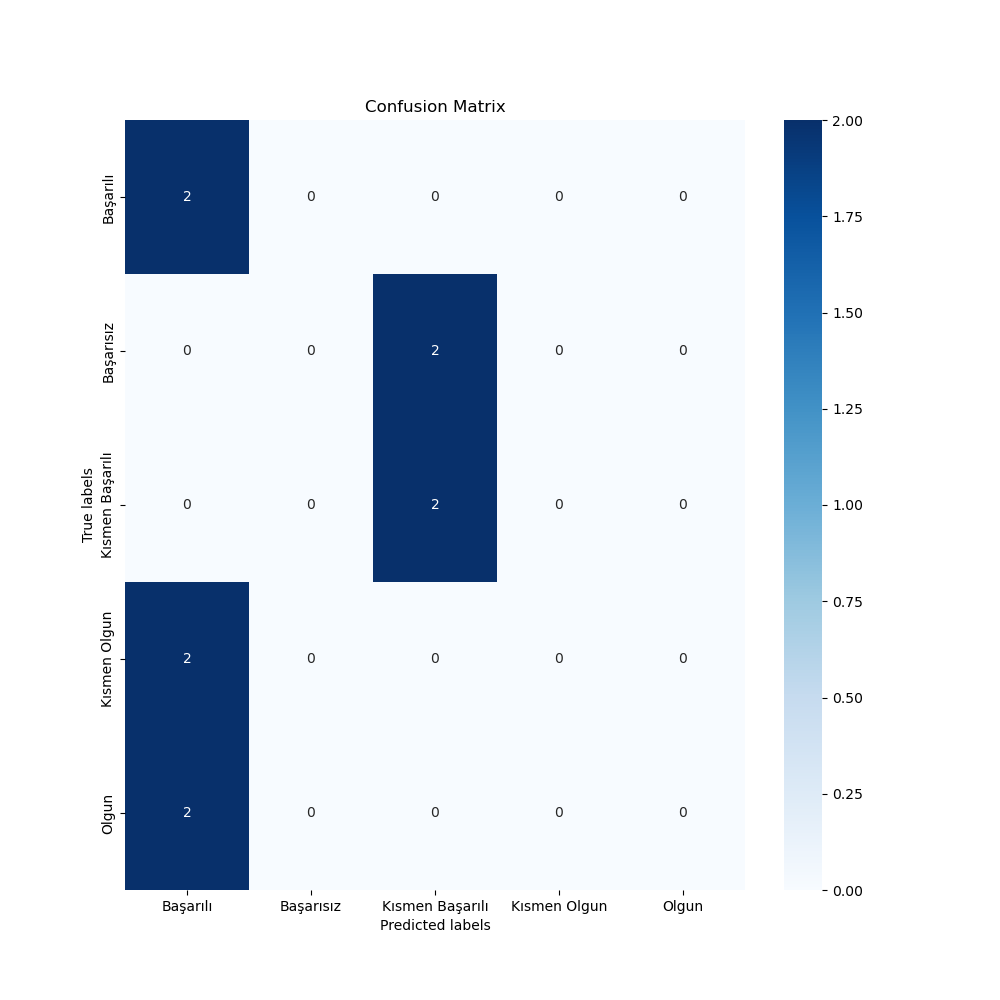 Confusion Matrix
2.00
1.75
1.50
1.25
1.00
0.75
0.50
0.25
0.00
True labels
Başarılı
Başarısız
Kısmen Başarılı
Kısmen Olgun
Olgun
2 0 0 0 0
0 0 2 0 0
0 0 2 0 0
2 0 0 0 0
2 0 0 0 0
Başarılı Başarısız Kısmen Başarılı Kısmen Olgun Olgun
Predicted labels